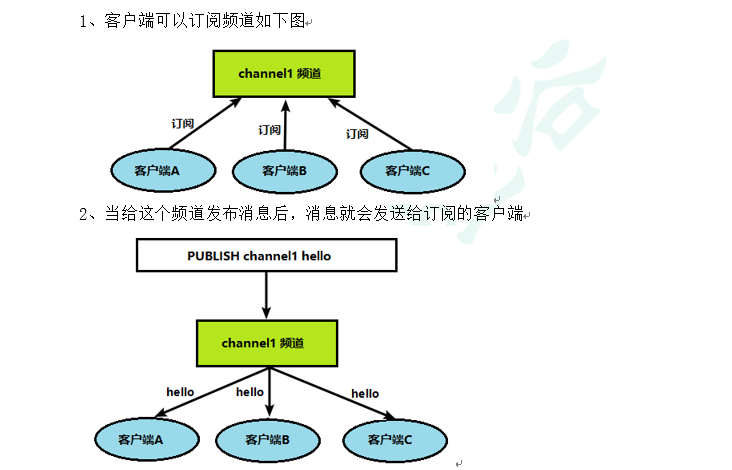 1、客户端可以订阅频道如下图
channel1 频道
订阅
订阅
订阅
客户端A
客户端B
客户端C
2、当给这个频道发布消息后，消息就会发送给订阅的客户端
PUBLISH channel1 hello
channel1 频道
hello
hello
hello
客户端A
客户端B
客户端C